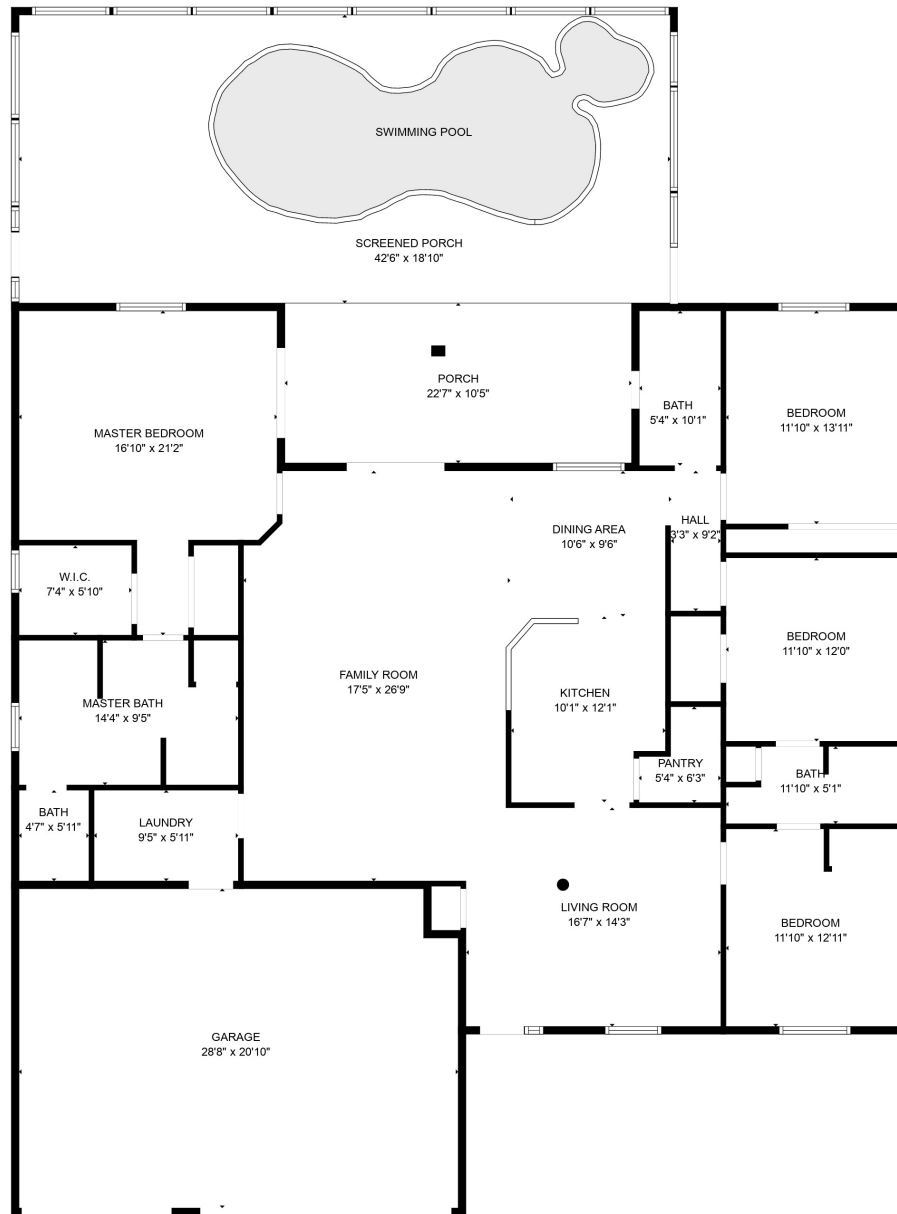 SWIMMING POOL
SCREENED PORCH
42'6" x 18'10"
PORCH
22'7" x 10'5"
BATH
5'4" x 10'1"
BEDROOM
11'10" x 13'11"
MASTER BEDROOM
16'10" x 21'2"
DINING AREA
10'6" x 9'6"
HALL
3'3" x 9'2"
W.I.C.
7'4" x 5'10"
BEDROOM
11'10" x 12'0"
FAMILY ROOM
17'5" x 26'9"
KITCHEN
10'1" x 12'1"
MASTER BATH
14'4" x 9'5"
PANTRY
5'4" x 6'3"
BATH
11'10" x 5'1"
BATH
4'7" x 5'11"
LAUNDRY
9'5" x 5'11"
LIVING ROOM
16'7" x 14'3"
BEDROOM
11'10" x 12'11"
GARAGE
28'8" x 20'10"